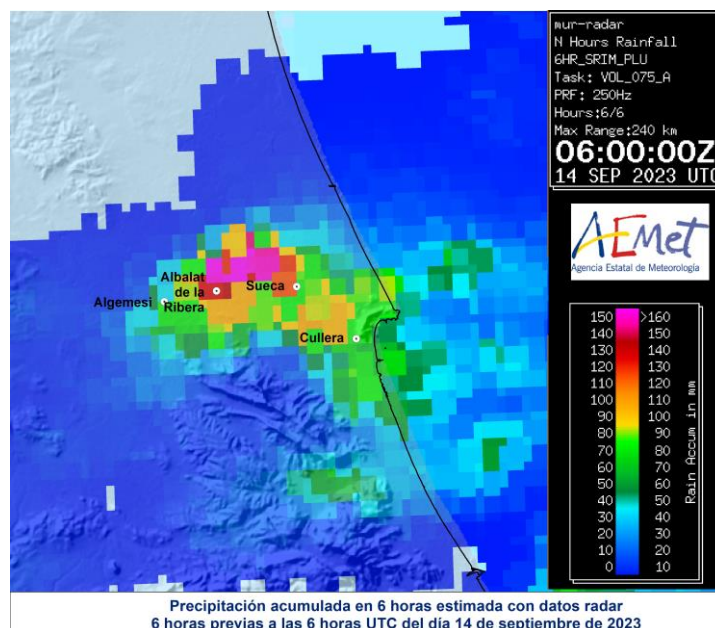 mur-radar
N Hours Rainfall
6HR_SRIM_PLU
Task: VOL_075_A
PRF: 250Hz
Hours:6/6
Max Range:240 km
06:00:00Z
14 SEP 2023 UTC
AEMet
Agencia Estatal de Meteorología
Algemesi
Albalat
de la
Ribera
Sueca
Cullera
150 >160
140 150
130 140
120 130
110 120
100 110
90 100
80 90
70 80
60 70
50 60
40 50
30 40
20 30
10 20
0 10
Rain Accum in mm
Precipitación acumulada en 6 horas estimada con datos radar
6 horas previas a las 6 horas UTC del día 14 de septiembre de 2023